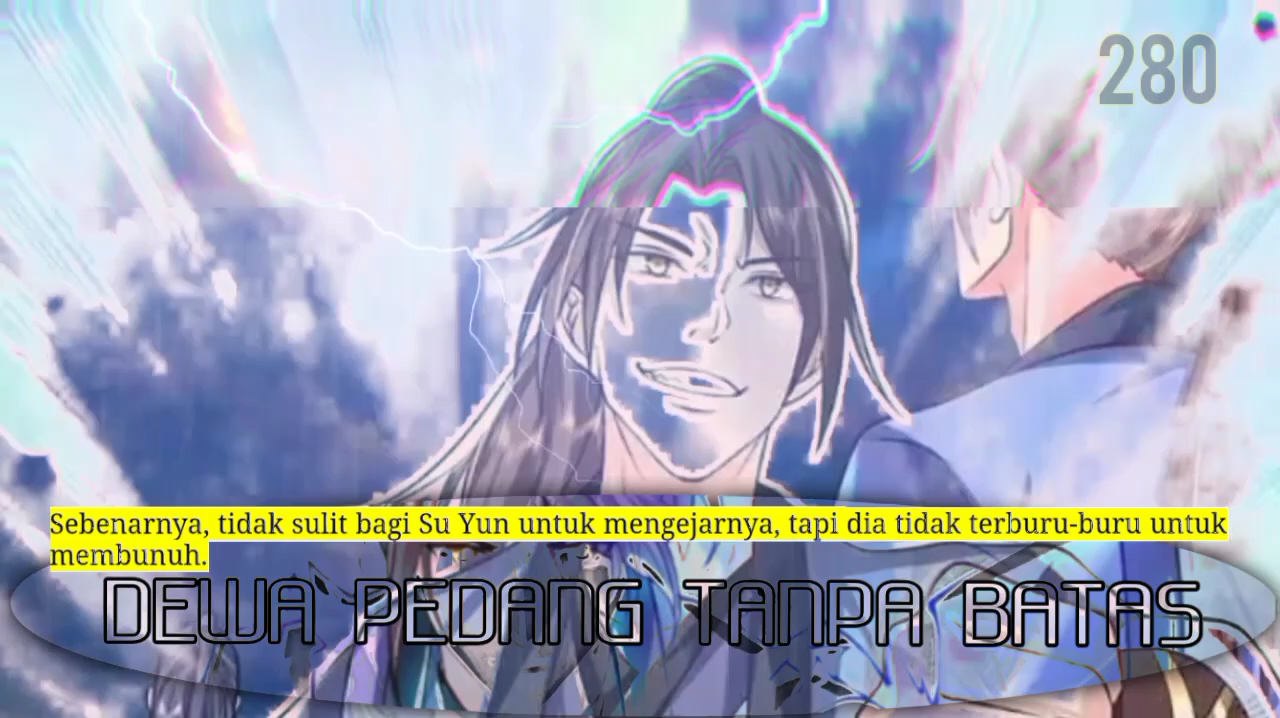 280
Sebenarnya, tidak sulit bagi Su Yun untuk mengejarnya, tapi dia tidak terburu-buru untuk
membunuh.
DEWA PEDANG TANPA BATAS